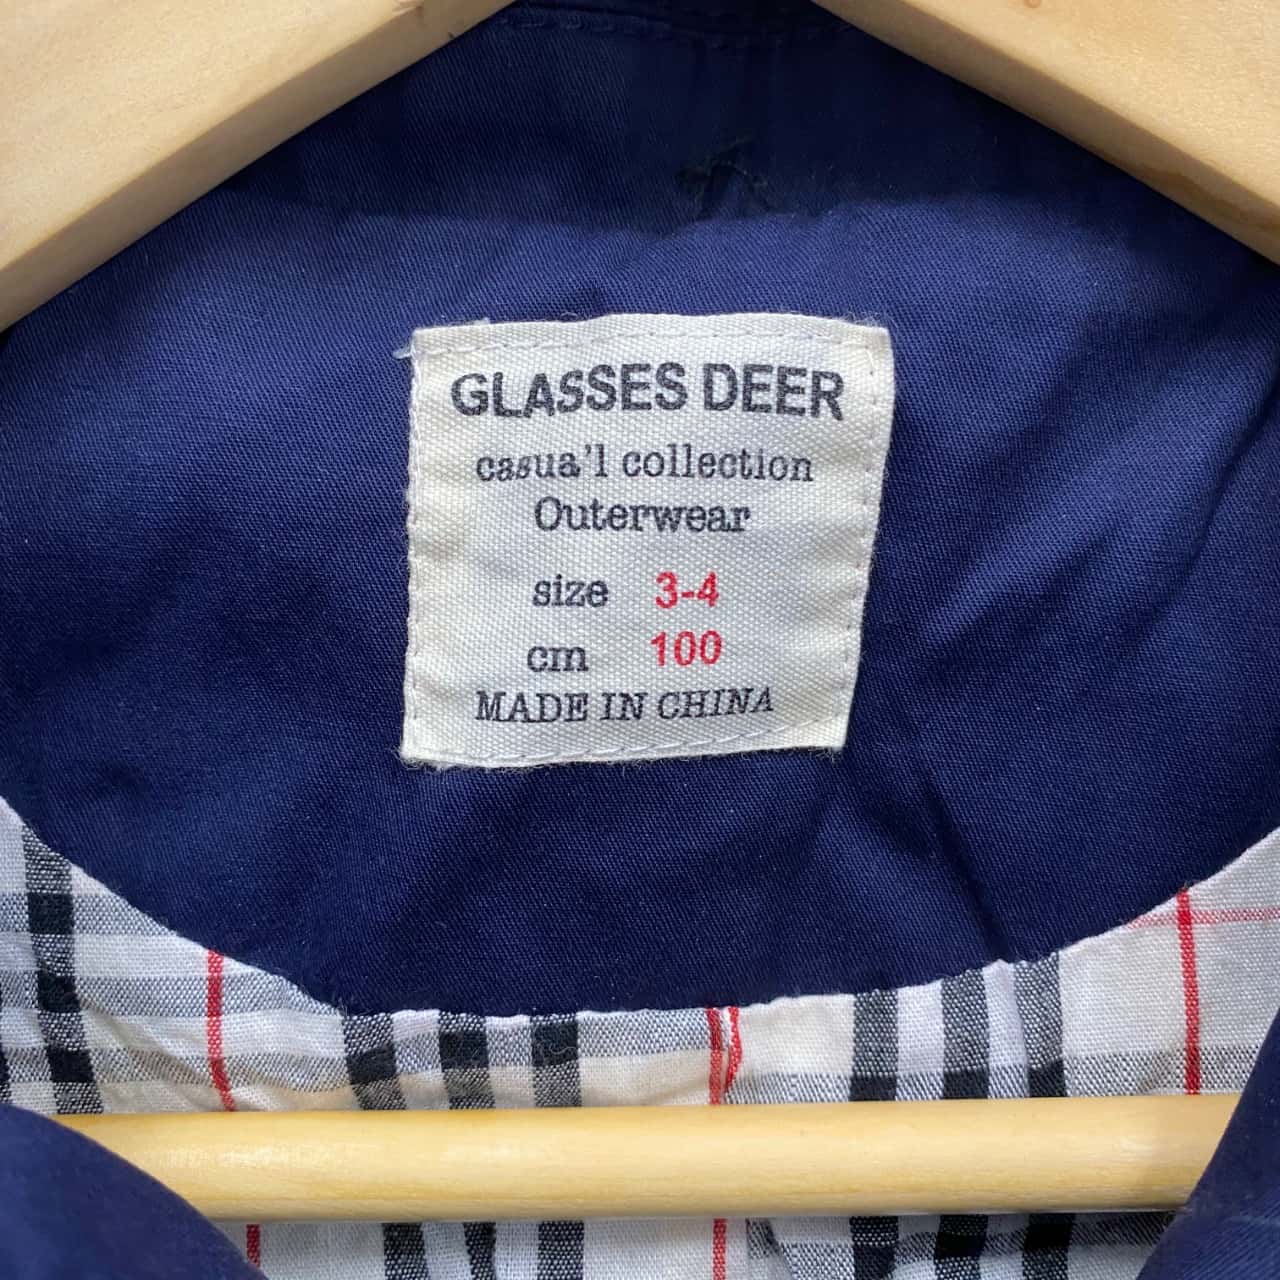 GLASSES DEER
casua'l collection
Outerwear
size 3-4
cm 100
MADE IN CHINA